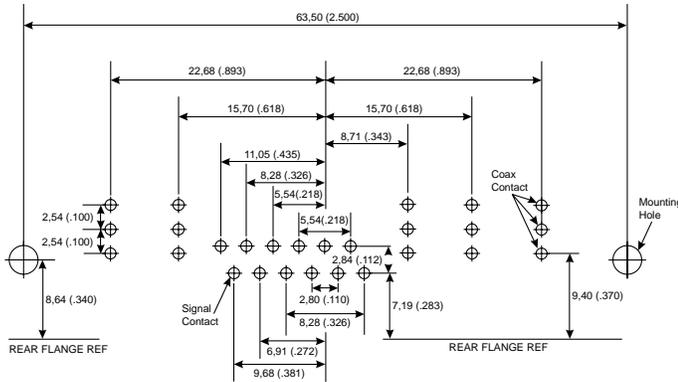 63,50 (2.500)
22,68 (.893)
22,68 (.893)
15,70 (.618)
15,70 (.618)
8,71 (.343)
11,05 (.435)
8,28 (.326)
5,54(.218)
5,54(.218)
Coax
Contact
Mounting
Hole
2,54 (.100)
2,54 (.100)
2,84 (.112)
8,64 (.340)
2,80 (.110)
7,19 (.283)
9,40 (.370)
Signal
Contact
8,28 (.326)
REAR FLANGE REF
6,91 (.272)
REAR FLANGE REF
9,68 (.381)